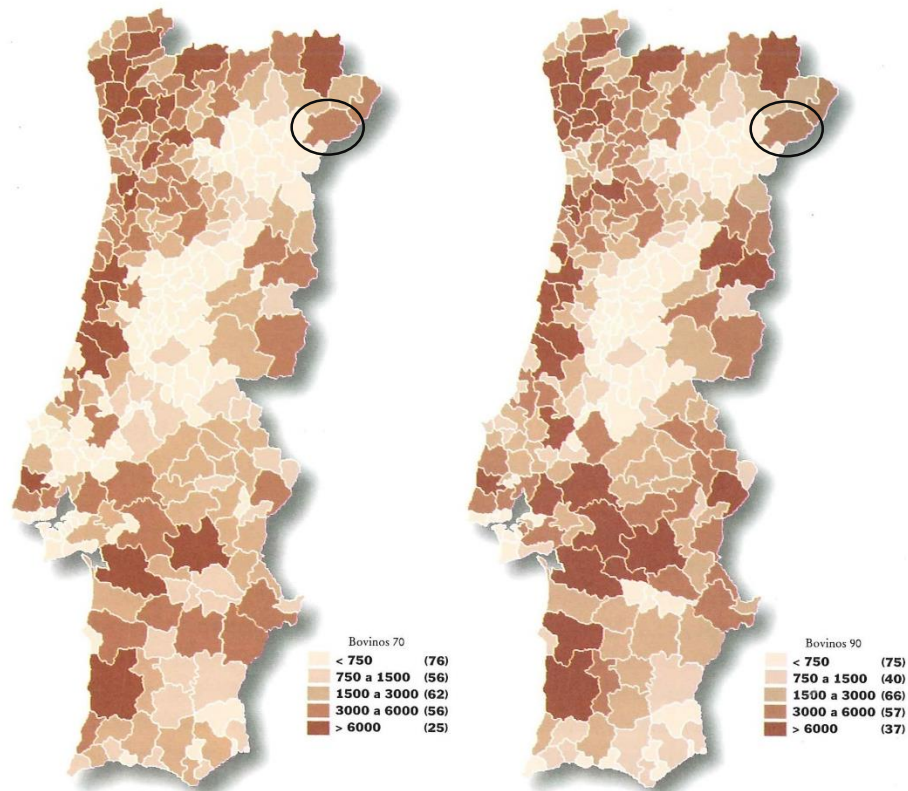 Bovinos 70
< 750 (76)
750 a 1500 (56)
1500 a 3000 (62)
3000 a 6000 (56)
> 6000 (25)
Bovinos 90
< 750 (75)
750 a 1500 (40)
1500 a 3000 (66)
3000 a 6000 (57)
> 6000 (37)